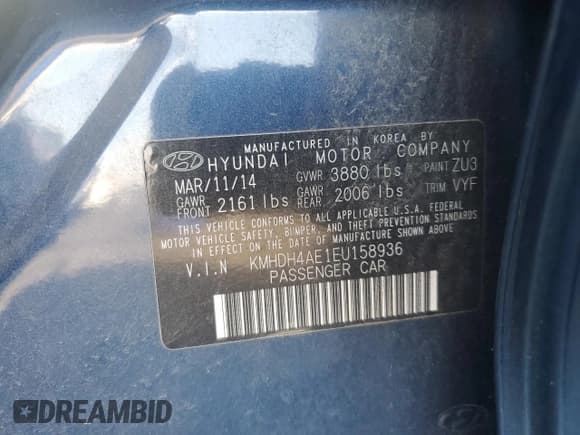 MANUFACTURED IN KOREA BY
HYUNDAI MOTOR COMPANY
MAR/11/14 GVWR 3880 lbs PAINT ZU3
GAWR FRONT 2161 lbs GAWR REAR 2006 lbs TRIM VYF
THIS VEHICLE CONFORMS TO ALL APPLICABLE U.S.A. FEDERAL
MOTOR VEHICLE SAFETY, BUMPER, AND THEFT PREVENTION STANDARDS
IN EFFECT ON THE DATE OF MANUFACTURE SHOWN ABOVE.
V.I.N KMHDH4AE1EU158936
PASSENGER CAR
DREAMBID